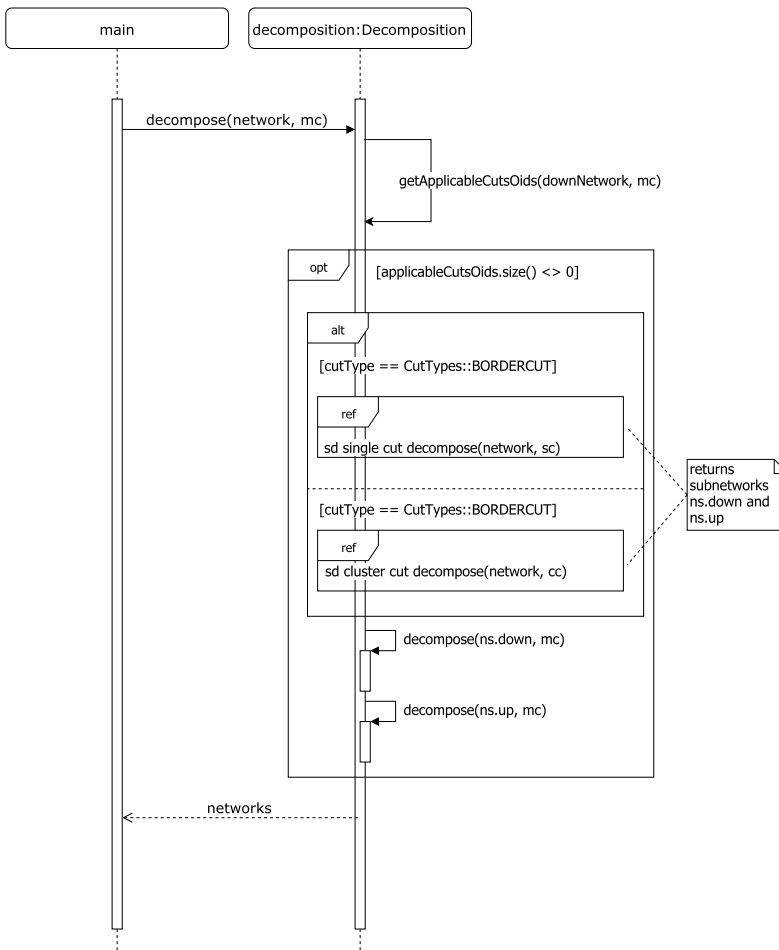 main
decomposition:Decomposition
decompose(network, mc)
getApplicableCutsOids(downNetwork, mc)
opt
[applicableCutsOids.size() <> 0]
alt
[cutType == CutTypes::BORDERCUT]
ref
sd single cut decompose(network, sc)
returns
subnetworks
ns.down and
ns.up
[cutType == CutTypes::BORDERCUT]
ref
sd cluster cut decompose(network, cc)
decompose(ns.down, mc)
decompose(ns.up, mc)
networks